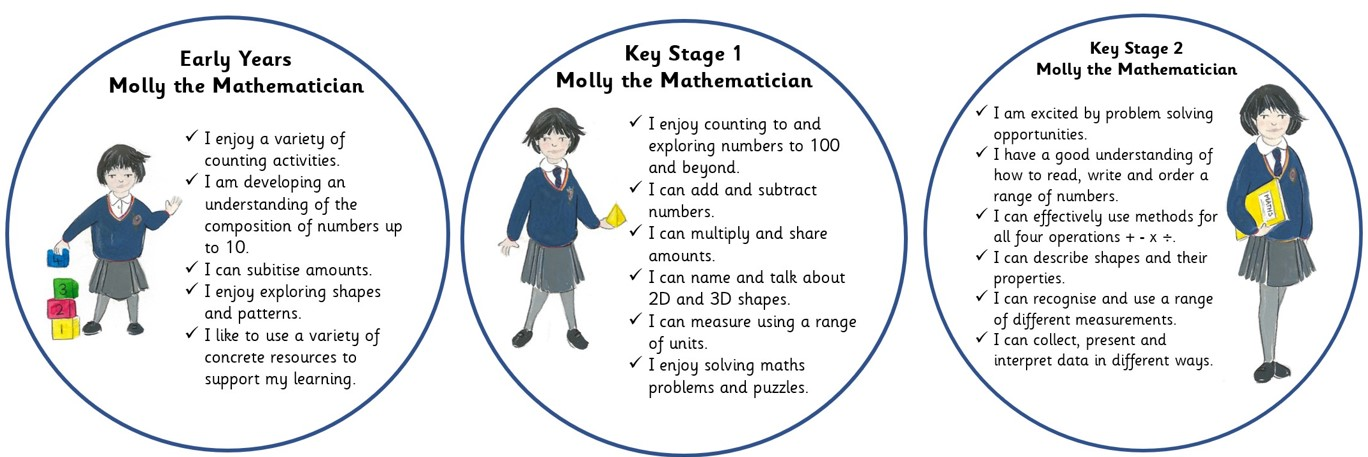 Early Years
Molly the Mathematician
✓ I enjoy a variety of
counting activities.
✓ I am developing an
understanding of the
composition of numbers up
to 10.
✓ I can subitise amounts.
✓ I enjoy exploring shapes
and patterns.
✓ I like to use a variety of
concrete resources to
support my learning.
4
3
2
1
Key Stage 1
Molly the Mathematician
✓ I enjoy counting to and
exploring numbers to 100
and beyond.
✓ I can add and subtract
numbers.
✓ I can multiply and share
amounts.
✓ I can name and talk about
2D and 3D shapes.
✓ I can measure using a range
of units.
✓ I enjoy solving maths
problems and puzzles.
Key Stage 2
Molly the Mathematician
✓ I am excited by problem solving
opportunities.
✓ I have a good understanding of
how to read, write and order a
range of numbers.
✓ I can effectively use methods for
all four operations + - x ÷.
✓ I can describe shapes and their
properties.
✓ I can recognise and use a range
of different measurements.
✓ I can collect, present and
interpret data in different ways.
MATHS